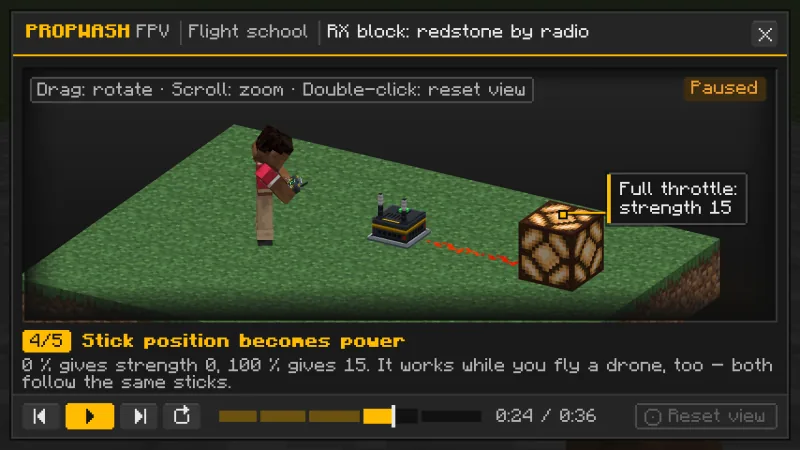 PROPWASH FPV Flight school RX block: redstone by radio
Drag: rotate · Scroll: zoom · Double-click: reset view
Paused
Full throttle:
strength 15
4/5 Stick position becomes power
0 % gives strength 0, 100 % gives 15. It works while you fly a drone, too — both
follow the same sticks.
0:24 / 0:36
Reset view